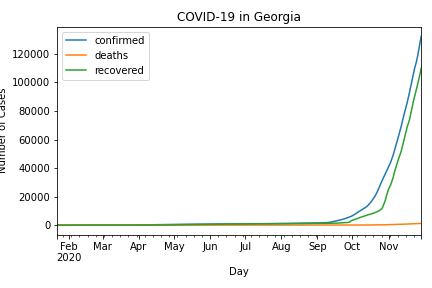 COVID-19 in Georgia
confirmed
deaths
recovered
120000
100000
80000
60000
40000
20000
0
Number of Cases
Feb Mar Apr May Jun Jul Aug Sep Oct Nov
2020
Day